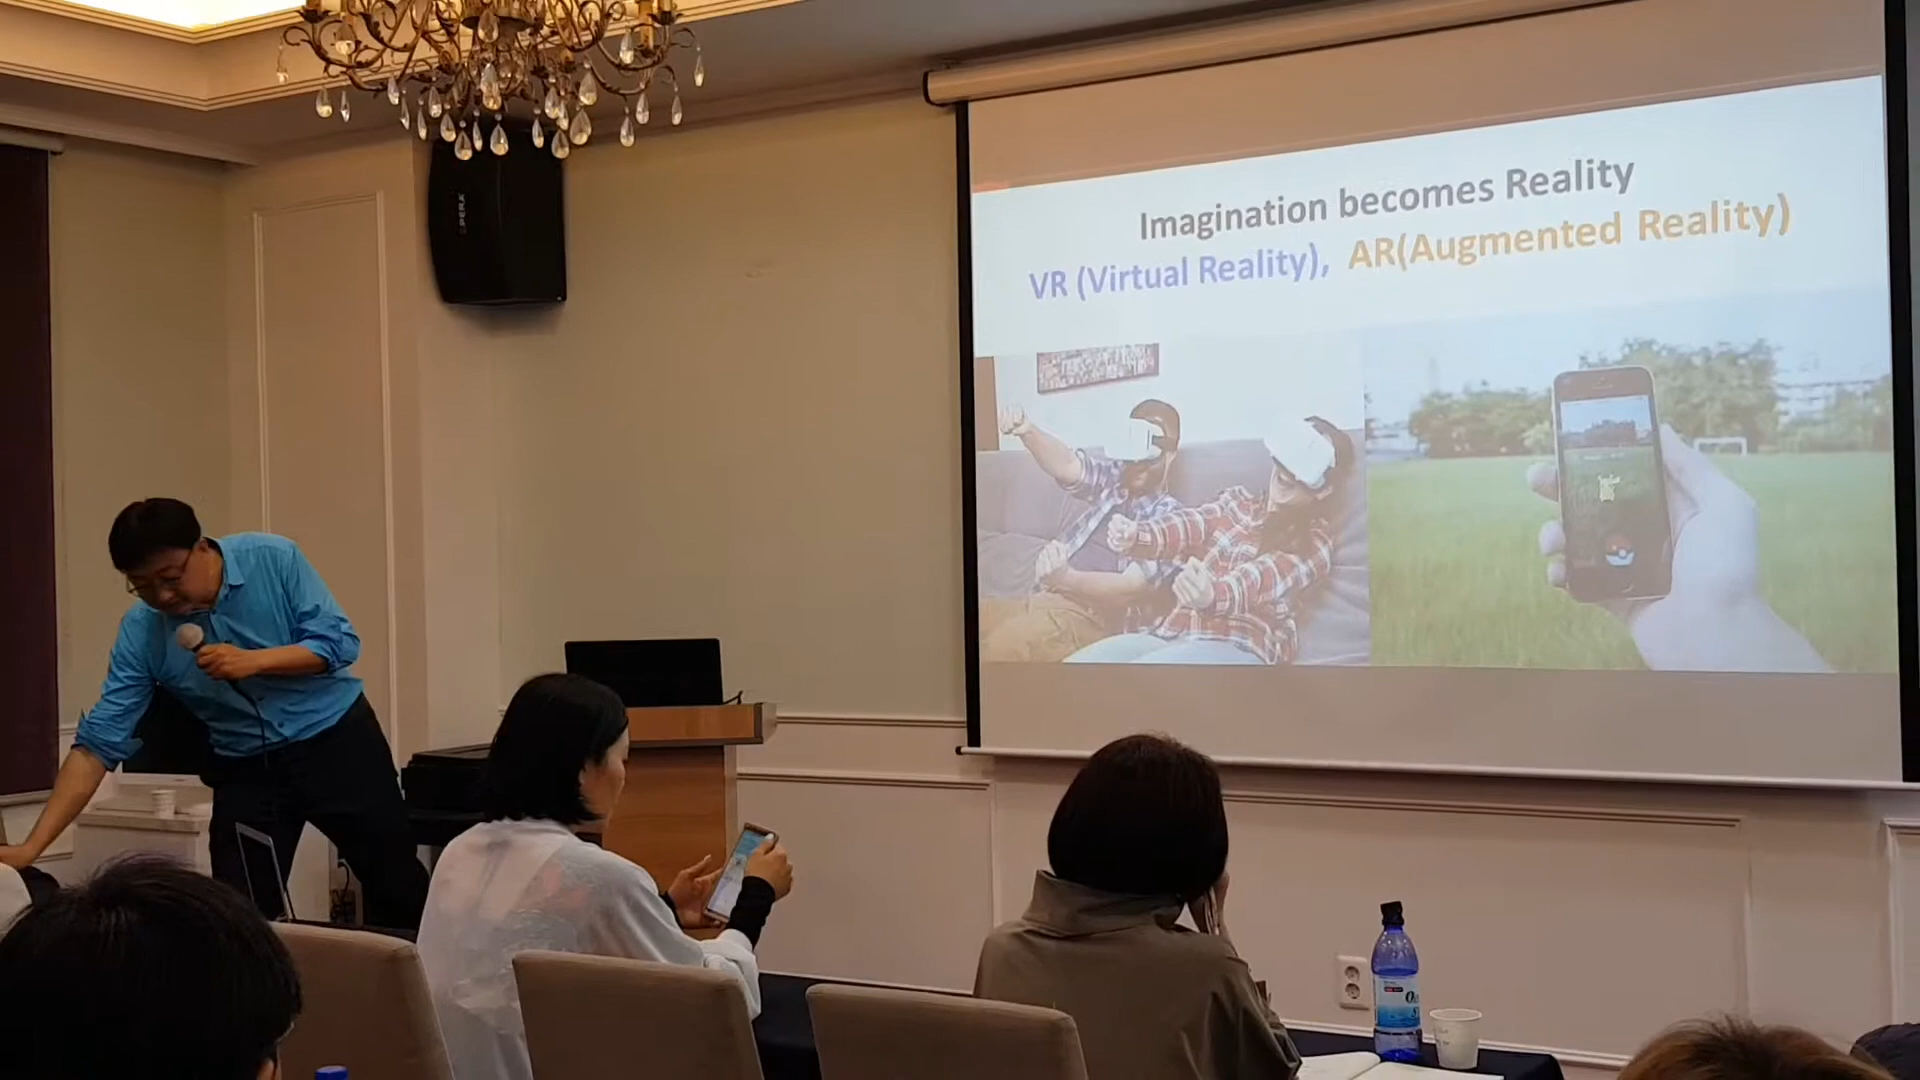 Imagination becomes Reality
VR (Virtual Reality), AR(Augmented Reality)